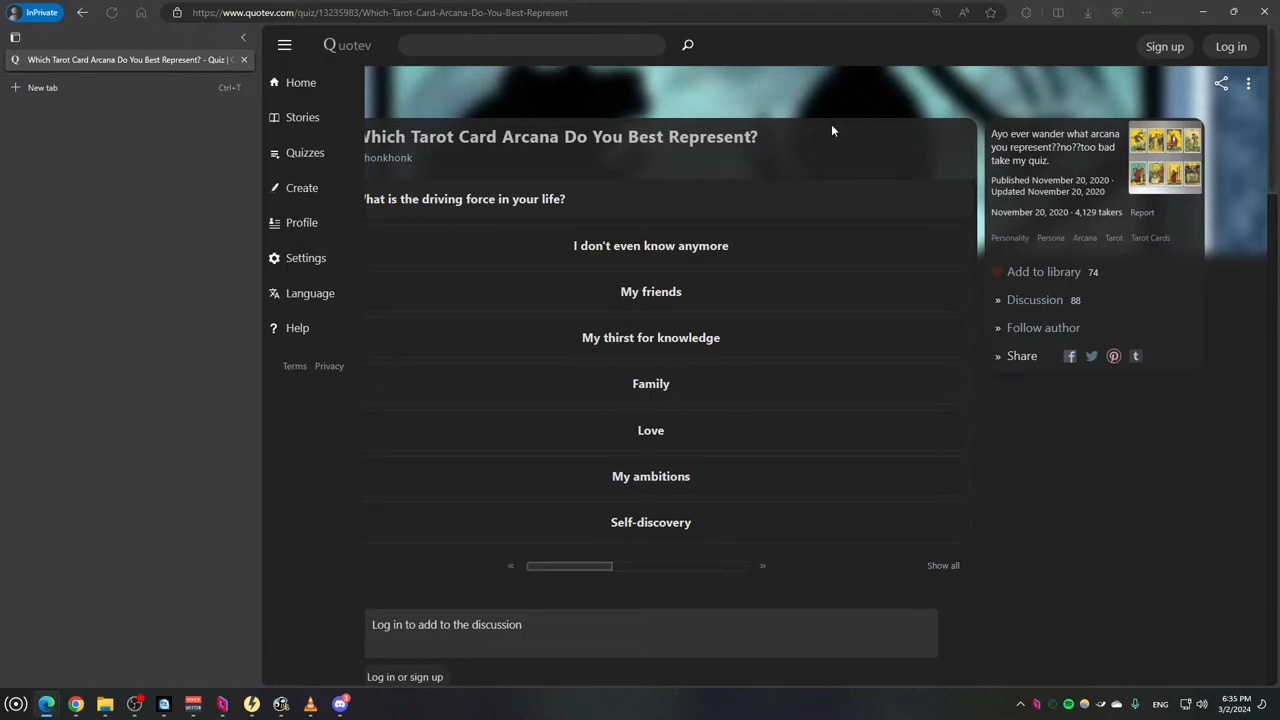 InPrivate
https://www.quotev.com/quiz/13235983/Which-Tarot-Card-Arcana-Do-You-Best-Represent
Which Tarot Card Arcana Do You Best Represent? - Quiz |
New tab
Ctrl+T
Quotev
Sign up
Log in
Home
Stories
Quizzes
Create
Profile
Settings
Language
Help
Terms
Privacy
Which Tarot Card Arcana Do You Best Represent?
honkhonk
hat is the driving force in your life?
I don't even know anymore
My friends
My thirst for knowledge
Family
Love
My ambitions
Self-discovery
«
»
Show all
Log in to add to the discussion
Log in or sign up
Ayo ever wander what arcana
you represent??no??too bad
take my quiz.
Published November 20, 2020 ·
Updated November 20, 2020
November 20, 2020 · 4,129 takers Report
Personality Persona Arcana Tarot Tarot Cards
Add to library 74
» Discussion 88
» Follow author
» Share
ENG
6:35 PM
3/2/2024